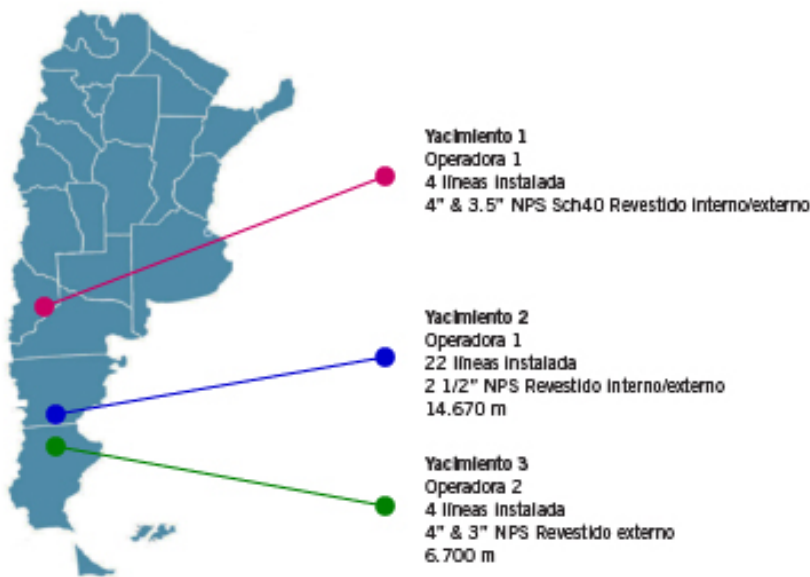 Yacimiento 1
Operadora 1
4 líneas instalada
4" & 3.5" NPS Sch40 Revestido interno/externo
Yacimiento 2
Operadora 1
22 líneas instalada
2 1/2" NPS Revestido interno/externo
14.670 m
Yacimiento 3
Operadora 2
4 líneas instalada
4" & 3" NPS Revestido externo
6.700 m